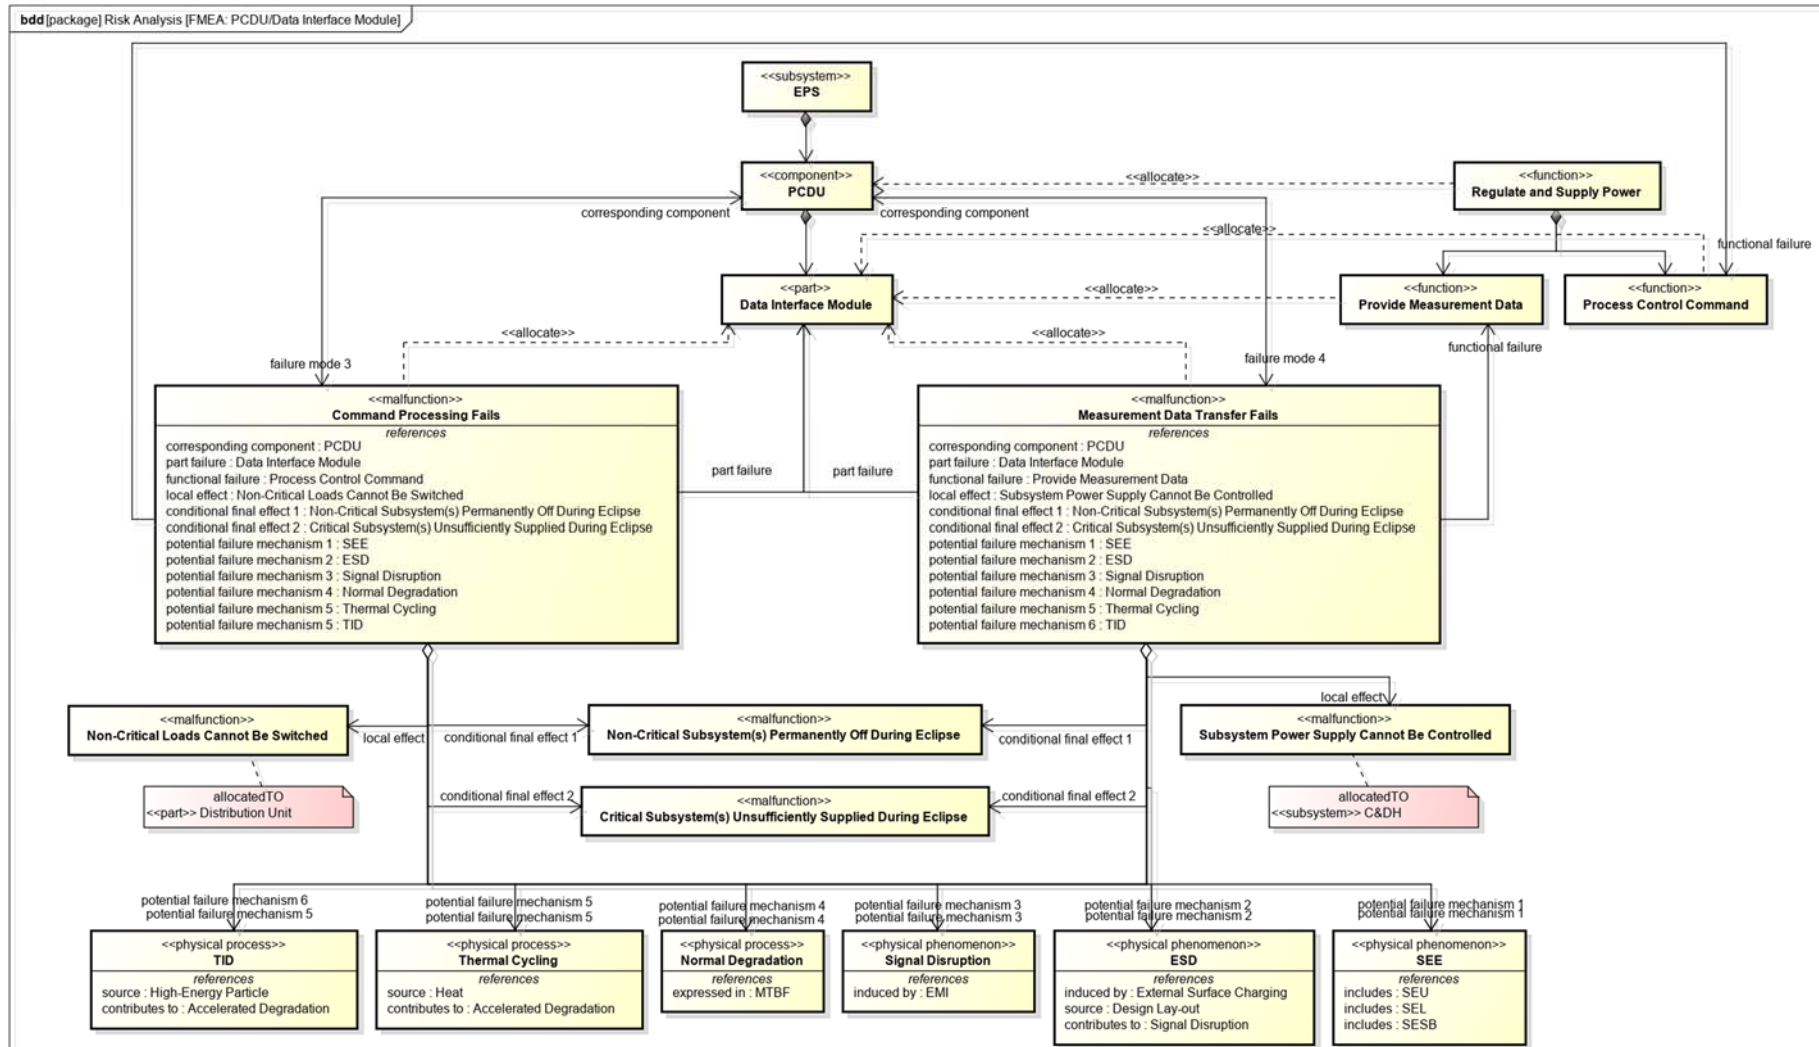 bdd [package] Risk Analysis [FMEA: PCDU/Data Interface Module]
<<subsystem>>
EPS
<<component>>
PCDU
<<allocate>>
<<function>>
Regulate and Supply Power
corresponding component
corresponding component
<<allocate>>
functional failure
<<part>>
Data Interface Module
<<allocate>>
<<function>>
Provide Measurement Data
<<function>>
Process Control Command
<<allocate>>
<<allocate>>
functional failure
failure mode 3
failure mode 4
<<malfunction>>
Command Processing Fails
references
corresponding component : PCDU
part failure : Data Interface Module
functional failure : Process Control Command
local effect : Non-Critical Loads Cannot Be Switched
conditional final effect 1 : Non-Critical Subsystem(s) Permanently Off During Eclipse
conditional final effect 2 : Critical Subsystem(s) Unsufficiently Supplied During Eclipse
potential failure mechanism 1 : SEE
potential failure mechanism 2 : ESD
potential failure mechanism 3 : Signal Disruption
potential failure mechanism 4 : Normal Degradation
potential failure mechanism 5 : Thermal Cycling
potential failure mechanism 5 : TID
part failure
part failure
<<malfunction>>
Measurement Data Transfer Fails
references
corresponding component : PCDU
part failure : Data Interface Module
functional failure : Provide Measurement Data
local effect : Subsystem Power Supply Cannot Be Controlled
conditional final effect 1 : Non-Critical Subsystem(s) Permanently Off During Eclipse
conditional final effect 2 : Critical Subsystem(s) Unsufficiently Supplied During Eclipse
potential failure mechanism 1 : SEE
potential failure mechanism 2 : ESD
potential failure mechanism 3 : Signal Disruption
potential failure mechanism 4 : Normal Degradation
potential failure mechanism 5 : Thermal Cycling
potential failure mechanism 6 : TID
<<malfunction>>
Non-Critical Loads Cannot Be Switched
local effect
conditional final effect 1
<<malfunction>>
Non-Critical Subsystem(s) Permanently Off During Eclipse
conditional final effect 1
local effect
<<malfunction>>
Subsystem Power Supply Cannot Be Controlled
allocatedTO
<<part>> Distribution Unit
conditional final effect 2
<<malfunction>>
Critical Subsystem(s) Unsufficiently Supplied During Eclipse
conditional final effect 2
allocatedTO
<<subsystem>> C&DH
potential failure mechanism 6
potential failure mechanism 5
potential failure mechanism 5
potential failure mechanism 5
potential failure mechanism 4
potential failure mechanism 4
potential failure mechanism 3
potential failure mechanism 3
potential failure mechanism 2
potential failure mechanism 2
potential failure mechanism 1
potential failure mechanism 1
<<physical process>>
TID
references
source : High-Energy Particle
contributes to : Accelerated Degradation
<<physical process>>
Thermal Cycling
references
source : Heat
contributes to : Accelerated Degradation
<<physical process>>
Normal Degradation
references
expressed in : MTBF
<<physical phenomenon>>
Signal Disruption
references
induced by : EMI
<<physical phenomenon>>
ESD
references
induced by : External Surface Charging
source : Design Lay-out
contributes to : Signal Disruption
<<physical phenomenon>>
SEE
references
includes : SEU
includes : SEL
includes : SESB